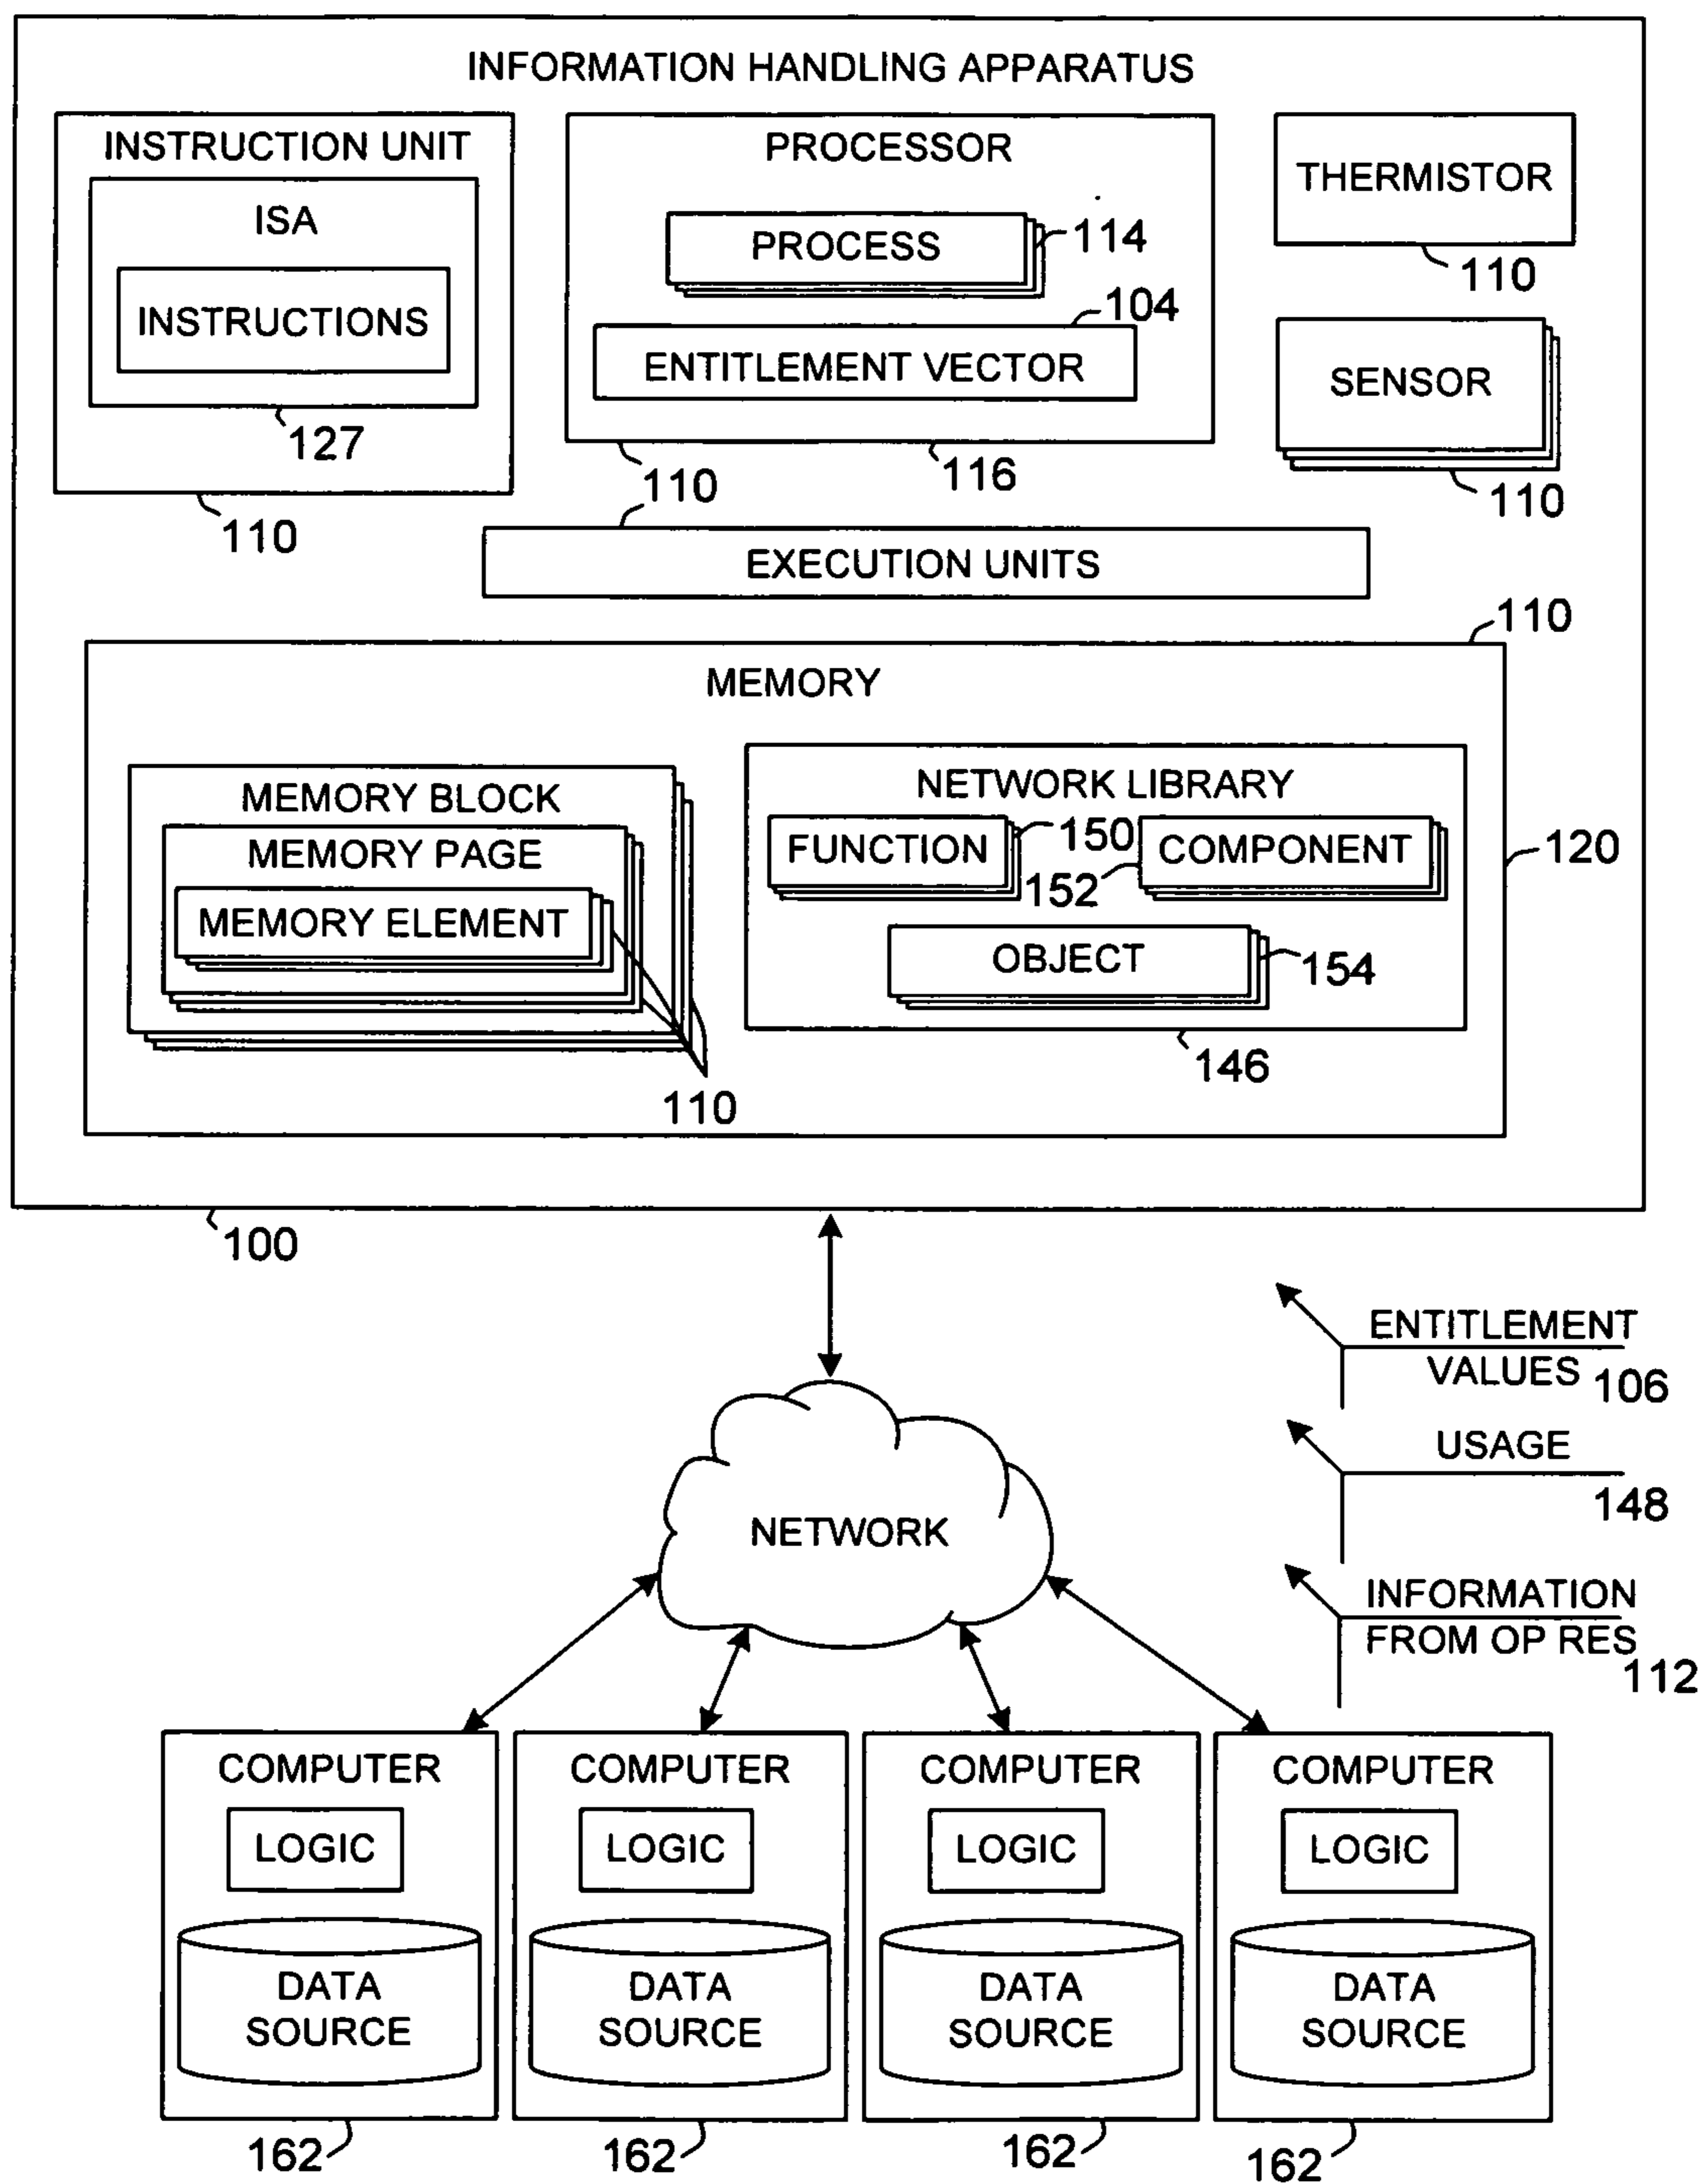 INFORMATION HANDLING APPARATUS
INSTRUCTION UNIT
ISA
INSTRUCTIONS
127
110
PROCESSOR
PROCESS
114
104
ENTITLEMENT VECTOR
110
116
THERMISTOR
110
SENSOR
110
EXECUTION UNITS
110
MEMORY
MEMORY BLOCK
MEMORY PAGE
MEMORY ELEMENT
110
NETWORK LIBRARY
FUNCTION
150
152
COMPONENT
OBJECT
154
146
120
100
ENTITLEMENT
VALUES
106
USAGE
148
INFORMATION
FROM OP RES
112
NETWORK
COMPUTER
LOGIC
DATA
SOURCE
162
COMPUTER
LOGIC
DATA
SOURCE
162
COMPUTER
LOGIC
DATA
SOURCE
162
COMPUTER
LOGIC
DATA
SOURCE
162